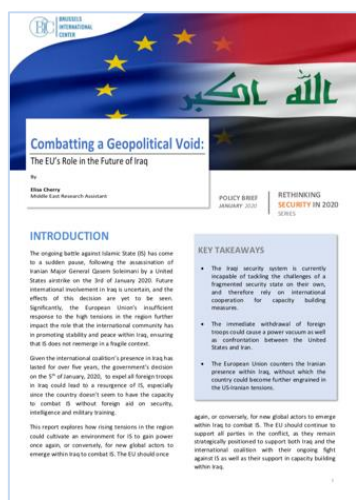 BIC
BRUSSELS
INTERNATIONAL
CENTER
الله اكبر
Combatting a Geopolitical Void:
The EU's Role in the Future of Iraq
By
Elisa Cherry
Middle East Research Assistant
POLICY BRIEF
JANUARY 2020
RETHINKING
SECURITY IN 2020
SERIES
INTRODUCTION
The ongoing battle against Islamic State (IS) has come
to a sudden pause, following the assassination of
Iranian Major General Qasem Soleimani by a United
States airstrike on the 3rd of January 2020. Future
international involvement in Iraq is uncertain, and the
effects of this decision are yet to be seen.
Significantly, the European Union's insufficient
response to the high tensions in the region further
impact the role that the international community has
in promoting stability and peace within Iraq, ensuring
that IS does not reemerge in a fragile context.
Given the international coalition's presence in Iraq has
lasted for over five years, the government's decision
on the 5th of January, 2020, to expel all foreign troops
in Iraq could lead to a resurgence of IS, especially
since the country doesn't seem to have the capacity
to combat IS without foreign aid on security,
intelligence and military training.
This report explores how rising tensions in the region
could cultivate an environment for IS to gain power
once again, or conversely, for new global actors to
emerge within Iraq to combat IS. The EU should once
KEY TAKEAWAYS
• The Iraqi security system is currently
incapable of tackling the challenges of a
fragmented security state on their own,
and therefore rely on international
cooperation for capacity building
measures.
• The immediate withdrawal of foreign
troops could cause a power vacuum as well
as confrontation between the United
States and Iran.
• The European Union counters the Iranian
presence within Iraq, without which the
country could become further engrained in
the US-Iranian tensions.
again, or conversely, for new global actors to emerge
within Iraq to combat IS. The EU should continue to
support all parties in the conflict, as they remain
strategically positioned to support both Iraq and the
international coalition with their ongoing fight
against IS as well as their support in capacity building
within Iraq.